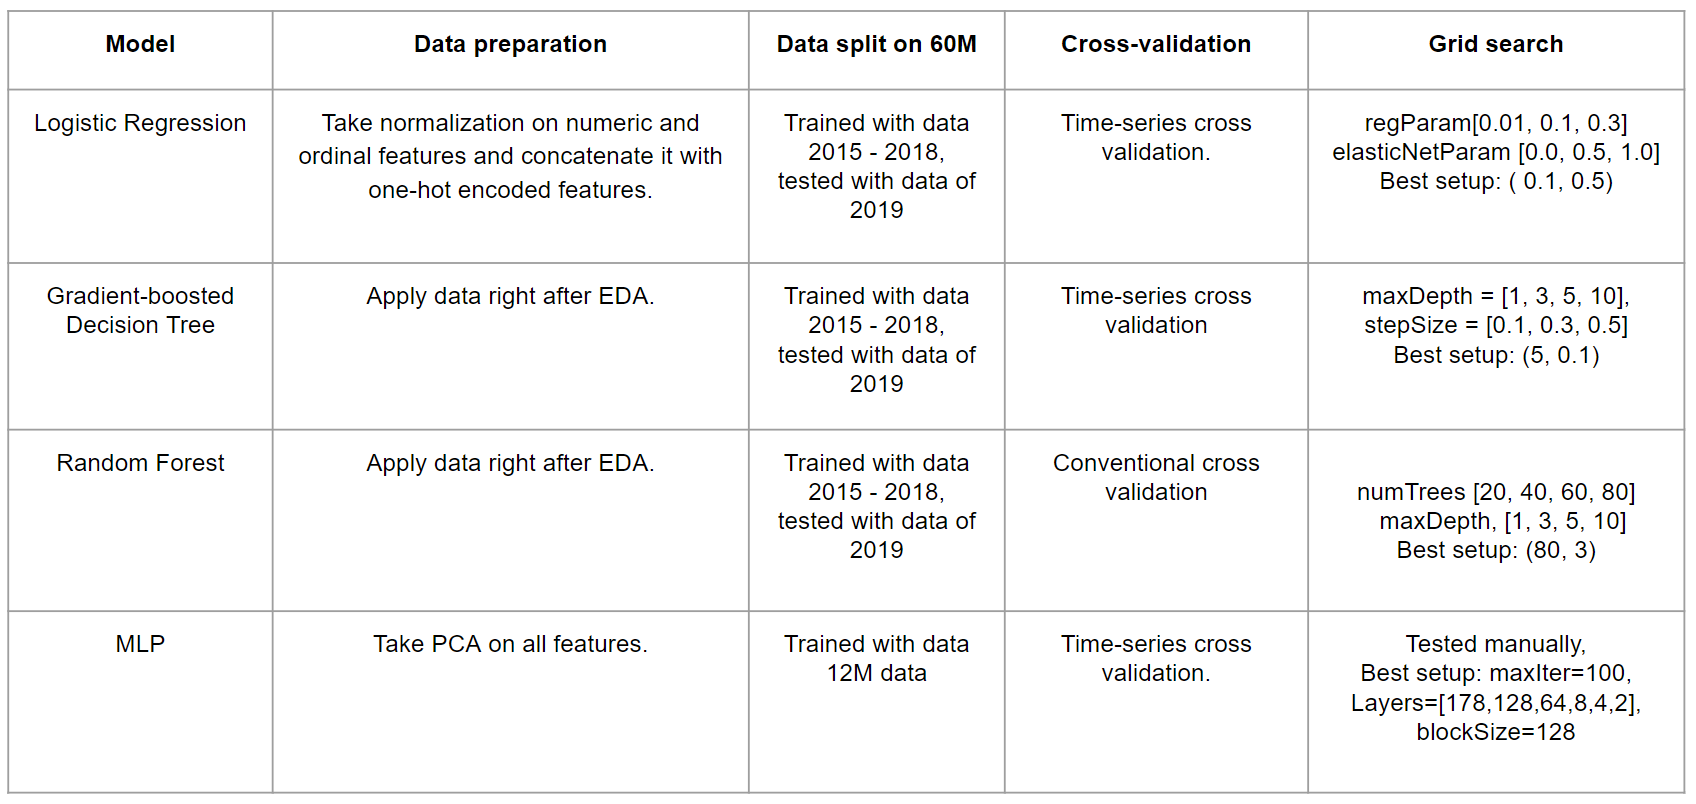 Model
Data preparation
Data split on 60M
Cross-validation
Grid search
Logistic Regression
Take normalization on numeric and
ordinal features and concatenate it with
one-hot encoded features.
Trained with data
2015 - 2018,
tested with data of
2019
Time-series cross
validation.
regParam[0.01, 0.1, 0.3]
elasticNetParam [0.0, 0.5, 1.0]
Best setup: ( 0.1, 0.5)
Gradient-boosted
Decision Tree
Apply data right after EDA.
Trained with data
2015 - 2018,
tested with data of
2019
Time-series cross
validation
maxDepth = [1, 3, 5, 10],
stepSize = [0.1, 0.3, 0.5]
Best setup: (5, 0.1)
Random Forest
Apply data right after EDA.
Trained with data
2015 - 2018,
tested with data of
2019
Conventional cross
validation
numTrees [20, 40, 60, 80]
maxDepth, [1, 3, 5, 10]
Best setup: (80, 3)
MLP
Take PCA on all features.
Trained with data
12M data
Time-series cross
validation.
Tested manually,
Best setup: maxIter=100,
Layers=[178,128,64,8,4,2],
blockSize=128